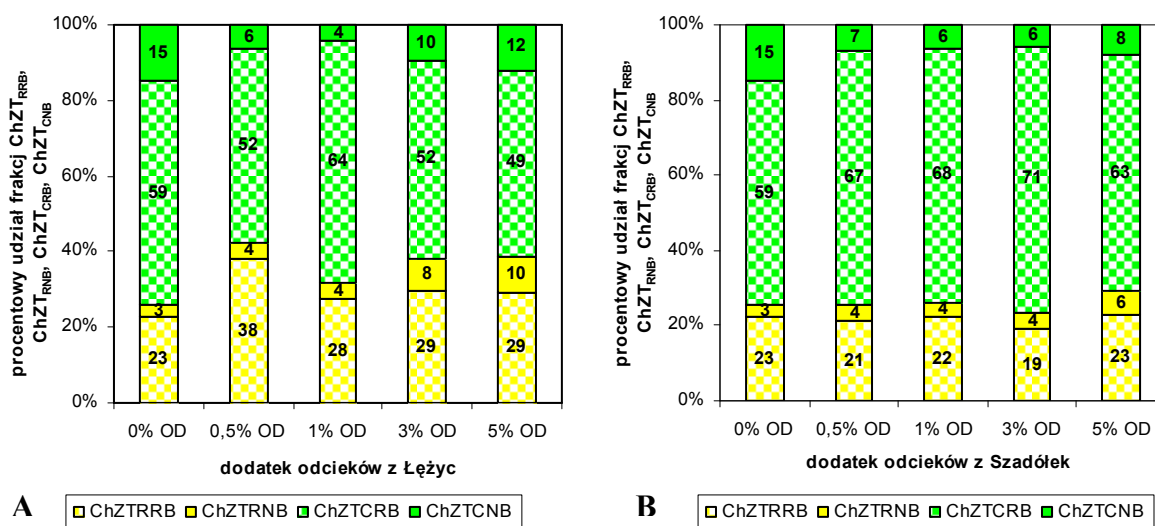 procentowy udział frakcj ChZT_RRB,
ChZT_RNB, ChZT_CRB, ChZT_CNB
100%
80%
60%
40%
20%
0%
15
59
3
23
6
52
4
38
4
64
4
28
10
52
8
29
12
49
10
29
0% OD
0,5% OD
1% OD
3% OD
5% OD
dodatek odcieków z Łężyc
A
ChZTRRB
ChZTRNB
ChZTCRB
ChZTCNB
procentowy udział frakcj ChZT_RRB,
ChZT_RNB, ChZT_CRB, ChZT_CNB
100%
80%
60%
40%
20%
0%
15
59
3
23
7
67
4
21
6
68
4
22
6
71
4
19
8
63
6
23
0% OD
0,5% OD
1% OD
3% OD
5% OD
dodatek odcieków z Szadółek
B
ChZTRRB
ChZTRNB
ChZTCRB
ChZTCNB